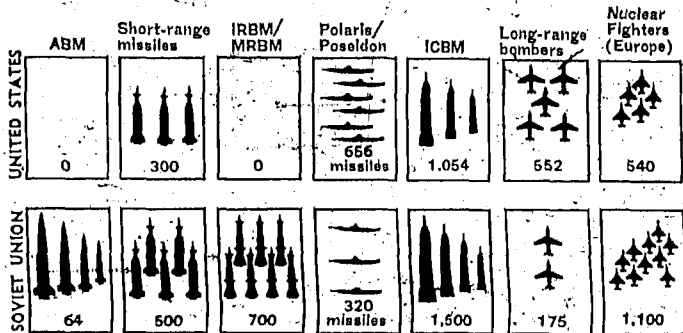 ABM
Short-range missiles
IRBM/ MRBM
Polaris/ Poseidon
ICBM
Long-range bombers
Nuclear Fighters (Europe)
UNITED STATES
0
300
0
656 missiles
1,054
552
540
SOVIET UNION
64
500
700
320 missiles
1,500
175
1,100